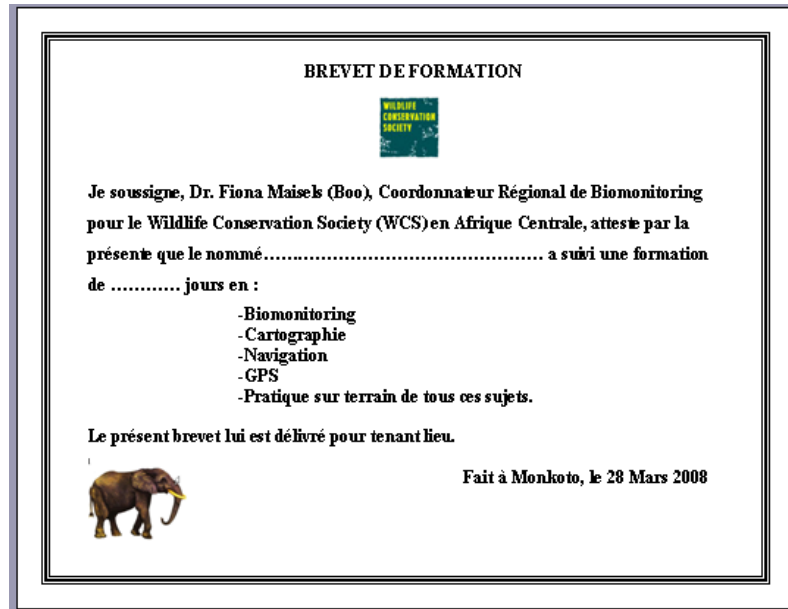 BREVET DE FORMATION
WILDLIFE
CONSERVATION
SOCIETY
Je soussigne, Dr. Fiona Maisels (Boo), Coordonnateur Régional de Biomonitoring
pour le Wildlife Conservation Society (WCS) en Afrique Centrale, atteste par la
présente que le nommé................................................ a suivi une formation
de ............ jours en :
-Biomonitoring
-Cartographie
-Navigation
-GPS
-Pratique sur terrain de tous ces sujets.
Le présent brevet lui est délivré pour tenant lieu.
Fait à Monkoto, le 28 Mars 2008